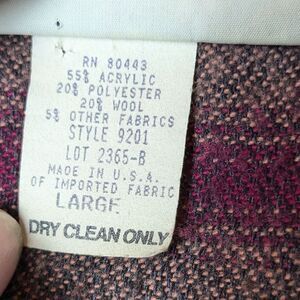 RN 80443
55% ACRYLIC
20% POLYESTER
20% WOOL
5% OTHER FABRICS
STYLE 9201
LOT 2365-B
MADE IN U.S.A.
OF IMPORTED FABRIC
LARGE
DRY CLEAN ONLY